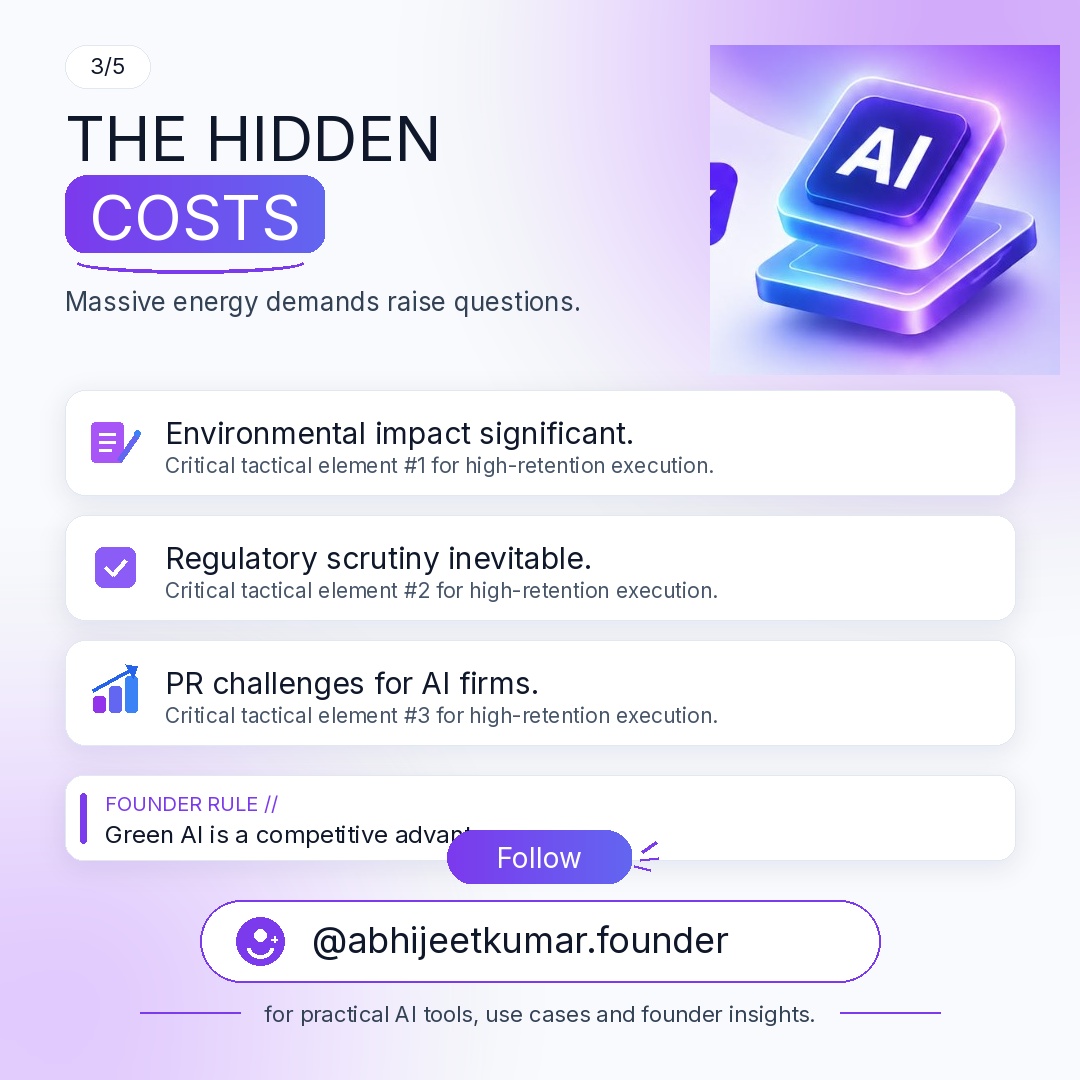 3/5
THE HIDDEN
COSTS
Massive energy demands raise questions.
AI
Environmental impact significant.
Critical tactical element #1 for high-retention execution.
Regulatory scrutiny inevitable.
Critical tactical element #2 for high-retention execution.
PR challenges for AI firms.
Critical tactical element #3 for high-retention execution.
FOUNDER RULE //
Green AI is a competitive
Follow
@abhijeetkumar.founder
for practical AI tools, use cases and founder insights.